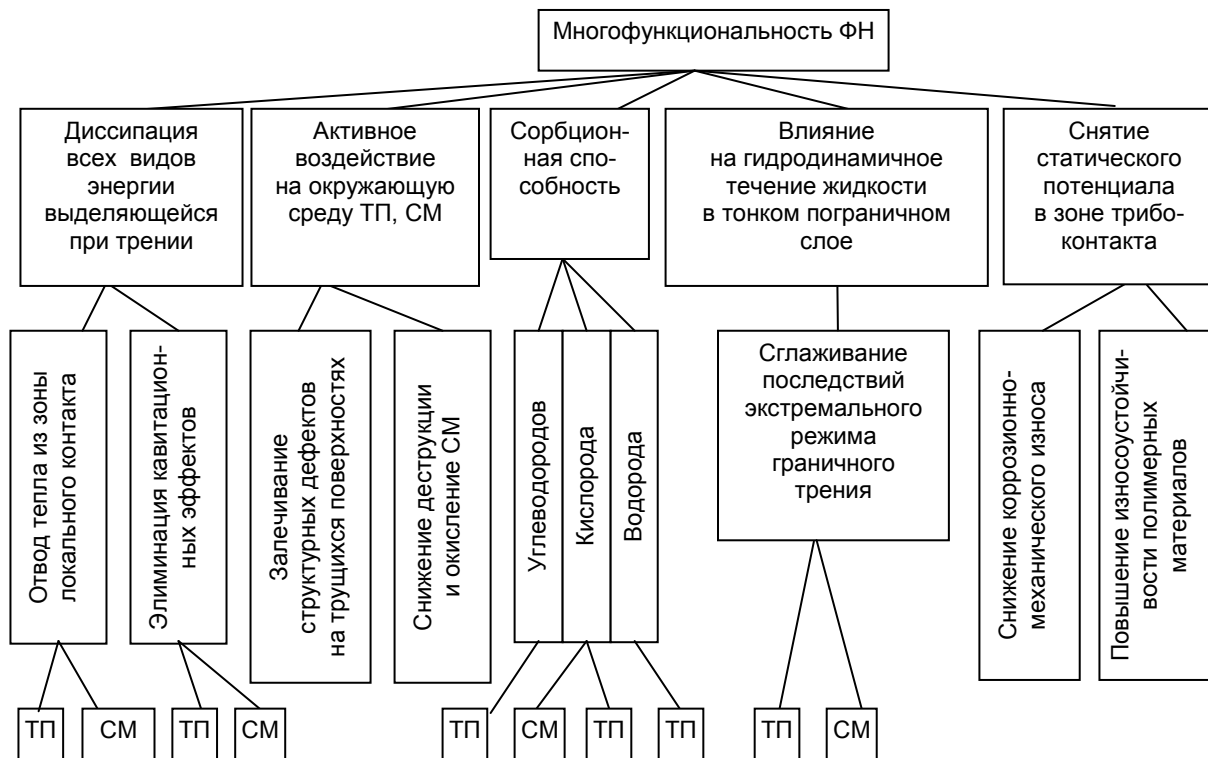 Многофункциональность ФН
Диссипация
всех видов
энергии
выделяющейся
при трении
Активное
воздействие
на окружающую
среду ТП, СМ
Сорбцион-
ная спо-
собность
Влияние
на гидродинамичное
течение жидкости
в тонком пограничном
слое
Снятие
статического
потенциала
в зоне трибо-
контакта
Отвод тепла из зоны
локального контакта
Элиминация кавитацион-
ных эффектов
Залечивание
структурных дефектов
на трущихся поверхностях
Снижение деструкции
и окисление СМ
Углеводородов
Кислорода
Водорода
Сглаживание
последствий
экстремального
режима
граничного
трения
Снижение коррозионно-
механического износа
Повышение износоустойчи-
вости полимерных
материалов
ТП
СМ
ТП
СМ
ТП
СМ
ТП
ТП
ТП
СМ